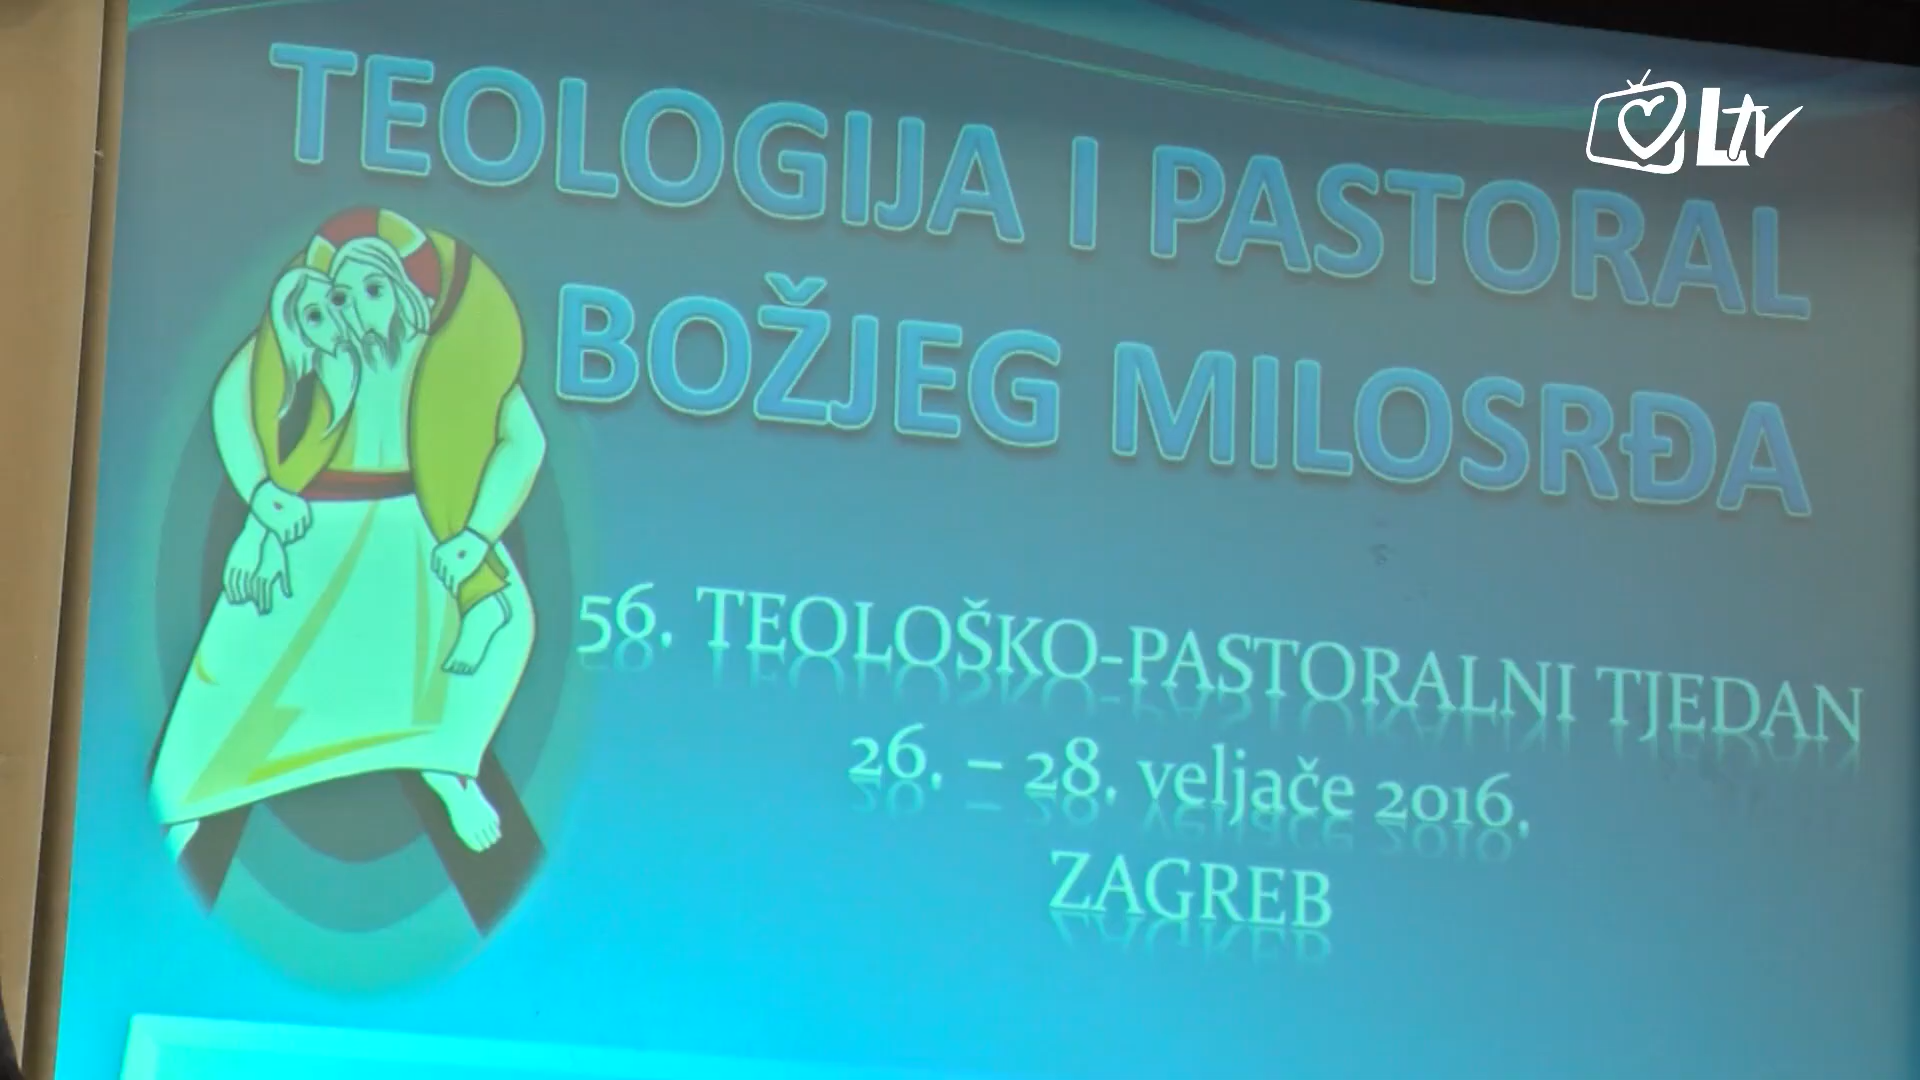 LTV
TEOLOGIJA I PASTORAL
BOŽJEG MILOSRĐA
56. TEOLOŠKO-PASTORALNI TJEDAN
26. – 28. veljače 2016.
ZAGREB